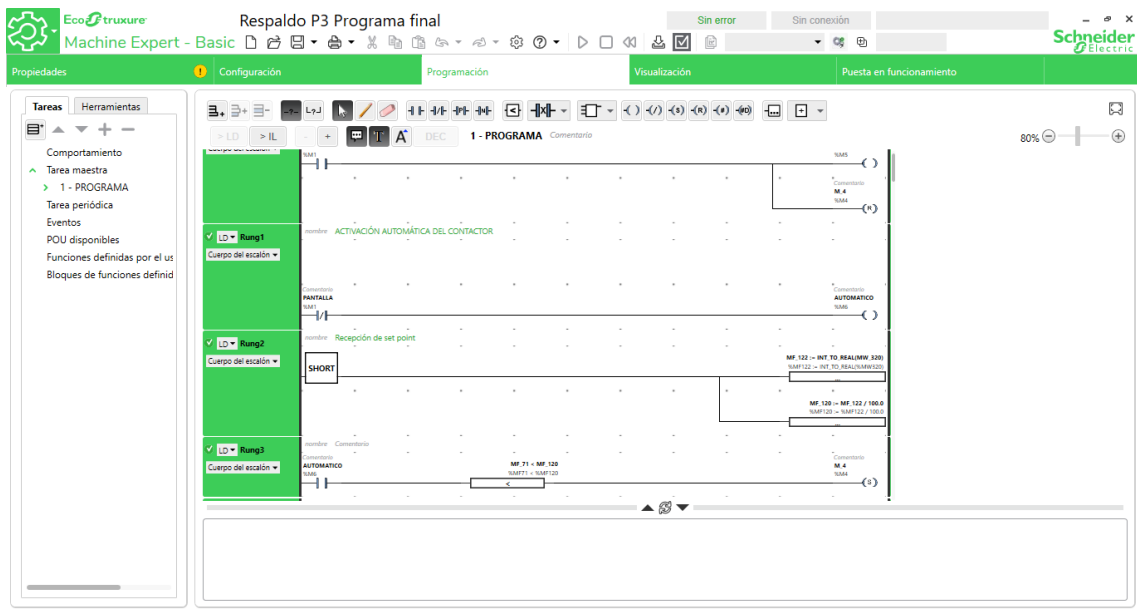 EcoStruxure
Respaldo P3 Programa final
Sin error
Sin conexión
Machine Expert - Basic
Schneider
Electric
Propiedades
Configuración
Programación
Visualización
Puesta en funcionamiento
Tareas
Herramientas
> LD
> IL
-
+
T
A
DEC
1 - PROGRAMA
Comentario
80%
Comportamiento
Tarea maestra
1 - PROGRAMA
Tarea periódica
Eventos
POU disponibles
Funciones definidas por el us
Bloques de funciones definid
Cuerpo del escalón
%M1
%M5
Comentario
M_4
%M4
R
LD
Rung1
nombre
ACTIVACIÓN AUTOMÁTICA DEL CONTACTOR
Cuerpo del escalón
Comentario
PANTALLA
%M1
Comentario
AUTOMATICO
%M6
LD
Rung2
nombre
Recepción de set point
Cuerpo del escalón
SHORT
MF_122 := INT_TO_REAL(MW_320)
%MF122 := INT_TO_REAL(%MW320)
...
MF_120 := MF_122 / 100.0
%MF120 := %MF122 / 100.0
...
LD
Rung3
nombre
Comentario
Cuerpo del escalón
Comentario
AUTOMATICO
%M6
MF_71 < MF_120
%MF71 < %MF120
<
Comentario
M_4
%M4
S